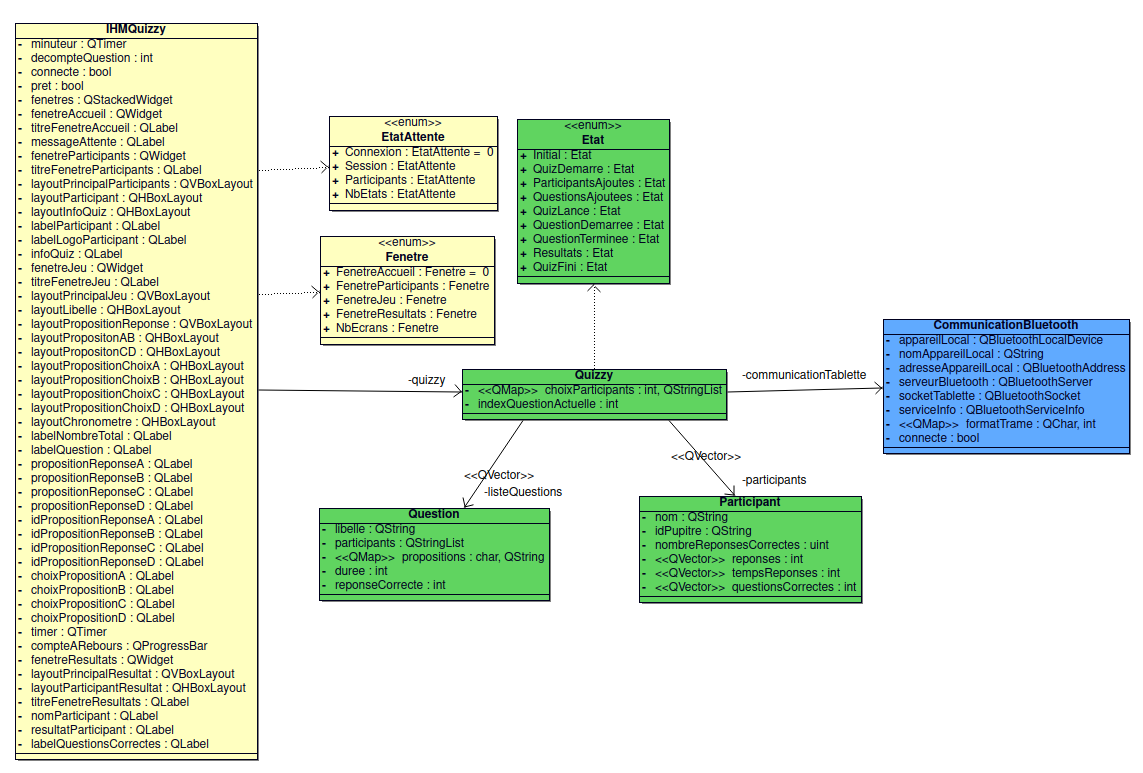 IHMQuizzy
- minuteur : QTimer
- decompteQuestion : int
- connecte : bool
- pret : bool
- fenetres : QStackedWidget
- fenetreAccueil : QWidget
- titreFenetreAccueil : QLabel
- messageAttente : QLabel
- fenetreParticipants : QWidget
- titreFenetreParticipants : QLabel
- layoutPrincipalParticipants : QVBoxLayout
- layoutParticipant : QHBoxLayout
- layoutInfoQuiz : QHBoxLayout
- labelParticipant : QLabel
- labelLogoParticipant : QLabel
- infoQuiz : QLabel
- fenetreJeu : QWidget
- titreFenetreJeu : QLabel
- layoutPrincipalJeu : QVBoxLayout
- layoutLibelle : QHBoxLayout
- layoutPropositionReponse : QVBoxLayout
- layoutPropositonAB : QHBoxLayout
- layoutPropositonCD : QHBoxLayout
- layoutPropositionChoixA : QHBoxLayout
- layoutPropositionChoixB : QHBoxLayout
- layoutPropositionChoixC : QHBoxLayout
- layoutPropositionChoixD : QHBoxLayout
- layoutChronometre : QHBoxLayout
- labelNombreTotal : QLabel
- labelQuestion : QLabel
- propositionReponseA : QLabel
- propositionReponseB : QLabel
- propositionReponseC : QLabel
- propositionReponseD : QLabel
- idPropositionReponseA : QLabel
- idPropositionReponseB : QLabel
- idPropositionReponseC : QLabel
- idPropositionReponseD : QLabel
- choixPropositionA : QLabel
- choixPropositionB : QLabel
- choixPropositionC : QLabel
- choixPropositionD : QLabel
- timer : QTimer
- compteARebours : QProgressBar
- fenetreResultats : QWidget
- layoutPrincipalResultat : QVBoxLayout
- layoutParticipantResultat : QHBoxLayout
- titreFenetreResultats : QLabel
- nomParticipant : QLabel
- resultatParticipant : QLabel
- labelQuestionsCorrectes : QLabel
<<enum>>
EtatAttente
+ Connexion : EtatAttente = 0
+ Session : EtatAttente
+ Participants : EtatAttente
+ NbEtats : EtatAttente
<<enum>>
Fenetre
+ FenetreAccueil : Fenetre = 0
+ FenetreParticipants : Fenetre
+ FenetreJeu : Fenetre
+ FenetreResultats : Fenetre
+ NbEcrans : Fenetre
<<enum>>
Etat
+ Initial : Etat
+ QuizDemarre : Etat
+ ParticipantsAjoutes : Etat
+ QuestionsAjoutees : Etat
+ QuizLance : Etat
+ QuestionDemarree : Etat
+ QuestionTerminee : Etat
+ Resultats : Etat
+ QuizFini : Etat
-quizzy
Quizzy
- <<QMap>> choixParticipants : int, QStringList
- indexQuestionActuelle : int
-communicationTablette
CommunicationBluetooth
- appareilLocal : QBluetoothLocalDevice
- nomAppareilLocal : QString
- adresseAppareilLocal : QBluetoothAddress
- serveurBluetooth : QBluetoothServer
- socketTablette : QBluetoothSocket
- serviceInfo : QBluetoothServiceInfo
- <<QMap>> formatTrame : QChar, int
- connecte : bool
<<QVector>>
-listeQuestions
<<QVector>>
-participants
Question
- libelle : QString
- participants : QStringList
- <<QMap>> propositions : char, QString
- duree : int
- reponseCorrecte : int
Participant
- nom : QString
- idPupitre : QString
- nombreReponsesCorrectes : uint
- <<QVector>> reponses : int
- <<QVector>> tempsReponses : int
- <<QVector>> questionsCorrectes : int